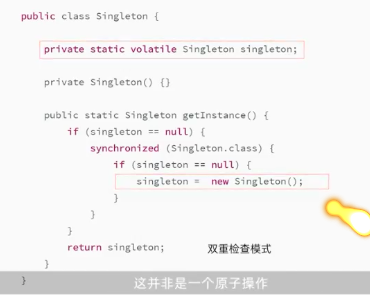 public class Singleton {
private static volatile Singleton singleton;
private Singleton() {}
public static Singleton getInstance() {
if (singleton == null) {
synchronized (Singleton.class) {
if (singleton == null) {
singleton = new Singleton();
}
}
}
return singleton; 双重检查模式
}
}
这并非是一个原子操作